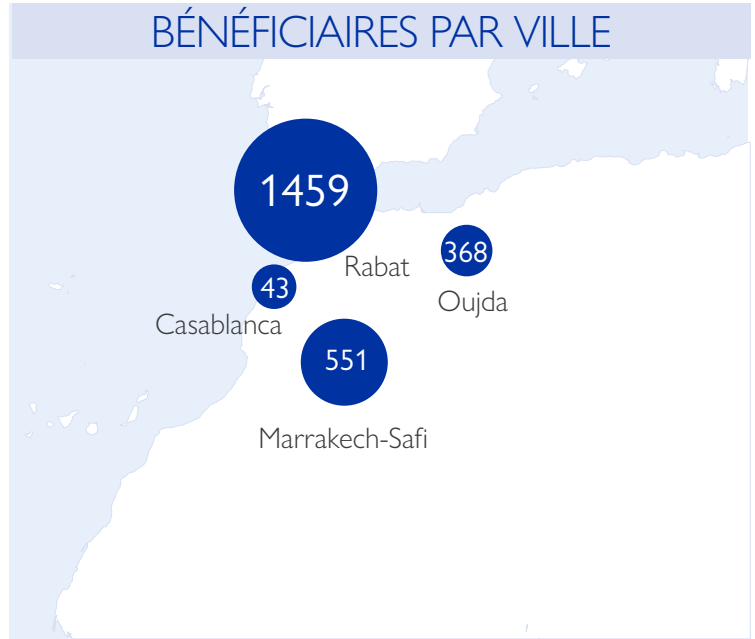 BÉNÉFICIAIRES PAR VILLE
1459
Rabat
368
Oujda
43
Casablanca
551
Marrakech-Safi